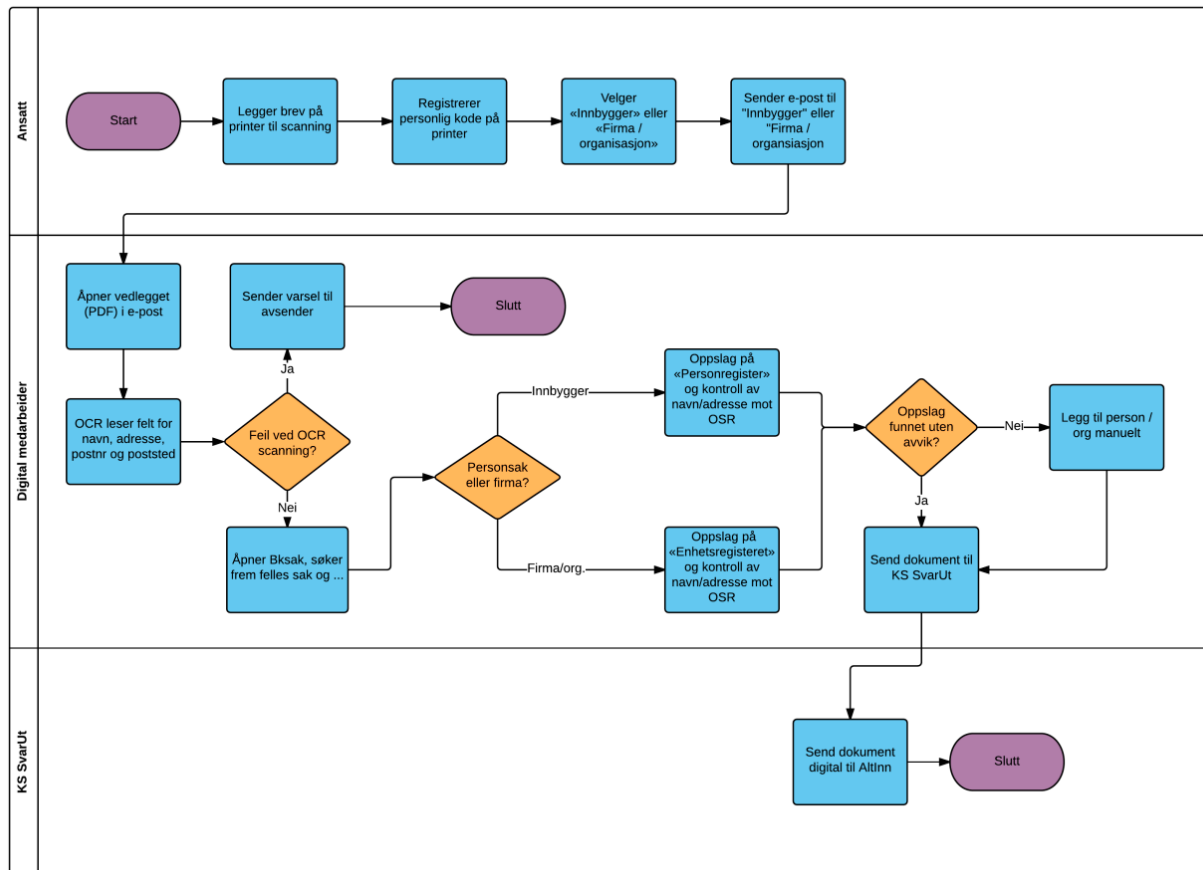 Ansatt
Start
Legger brev på
printer til scanning
Registrerer
personlig kode på
printer
Velger
«Innbygger» eller
«Firma /
organisasjon»
Sender e-post til
"Innbygger" eller
"Firma /
organsiasjon
Digital medarbeider
Åpner vedlegget
(PDF) i e-post
Sender varsel til
avsender
Slutt
Ja
OCR leser felt for
navn, adresse,
postnr og poststed
Feil ved OCR
scanning?
Nei
Åpner Bksak, søker
frem felles sak og ...
Personsak
eller firma?
Innbygger
Oppslag på
«Personregister»
og kontroll av
navn/adresse mot
OSR
Firma/org.
Oppslag på
«Enhetsregisteret»
og kontroll av
navn/adresse mot
OSR
Oppslag
funnet uten
avvik?
Nei
Legg til person /
org manuelt
Ja
Send dokument til
KS SvarUt
KS SvarUt
Send dokument
digital til AltInn
Slutt